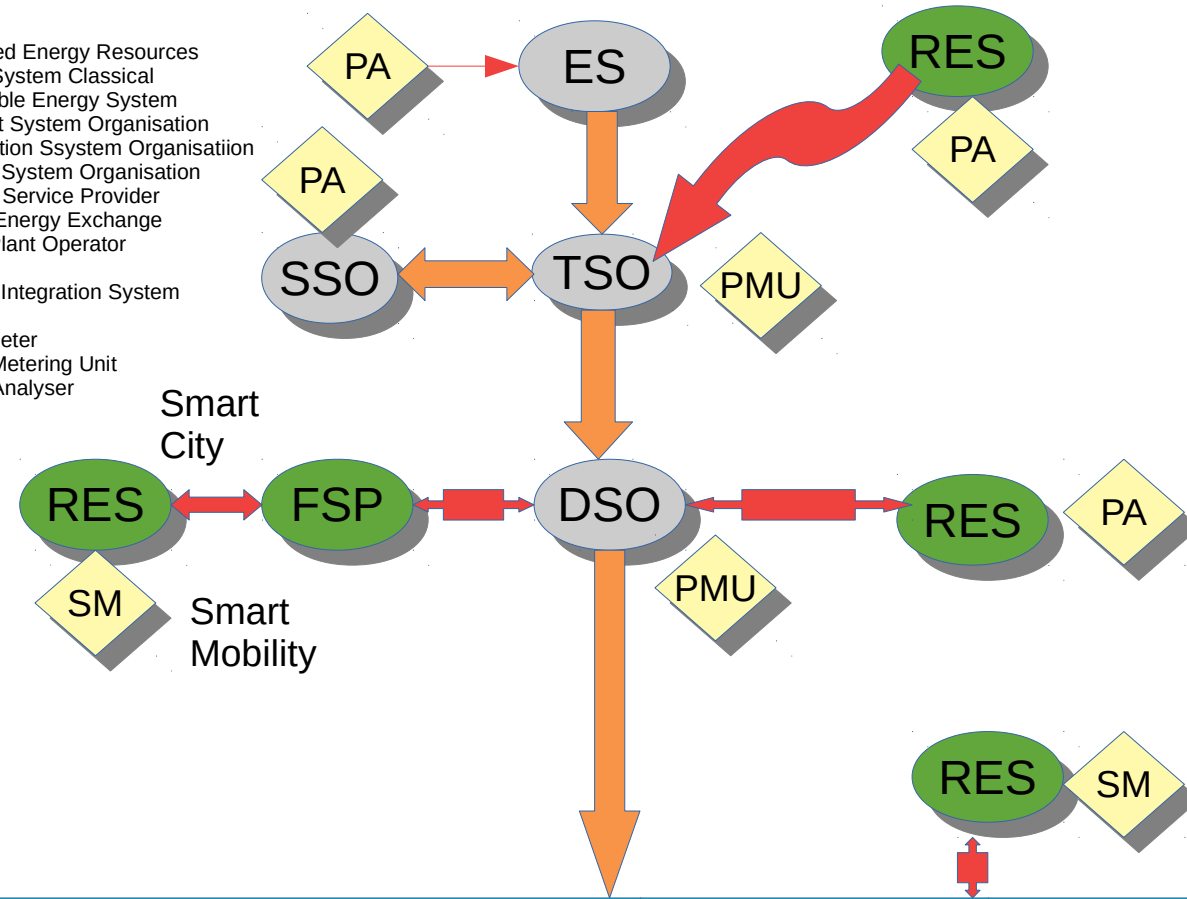 ed Energy Resources
System Classical
ble Energy System
t System Organisation
tion Ssystem Organisatiion
System Organisation
Service Provider
Energy Exchange
Plant Operator
Integration System
eter
Metering Unit
Analyser
PA
ES
RES
PA
PA
SSO
TSO
PMU
Smart
City
RES
FSP
DSO
RES
PA
SM
PMU
Smart
Mobility
RES
SM